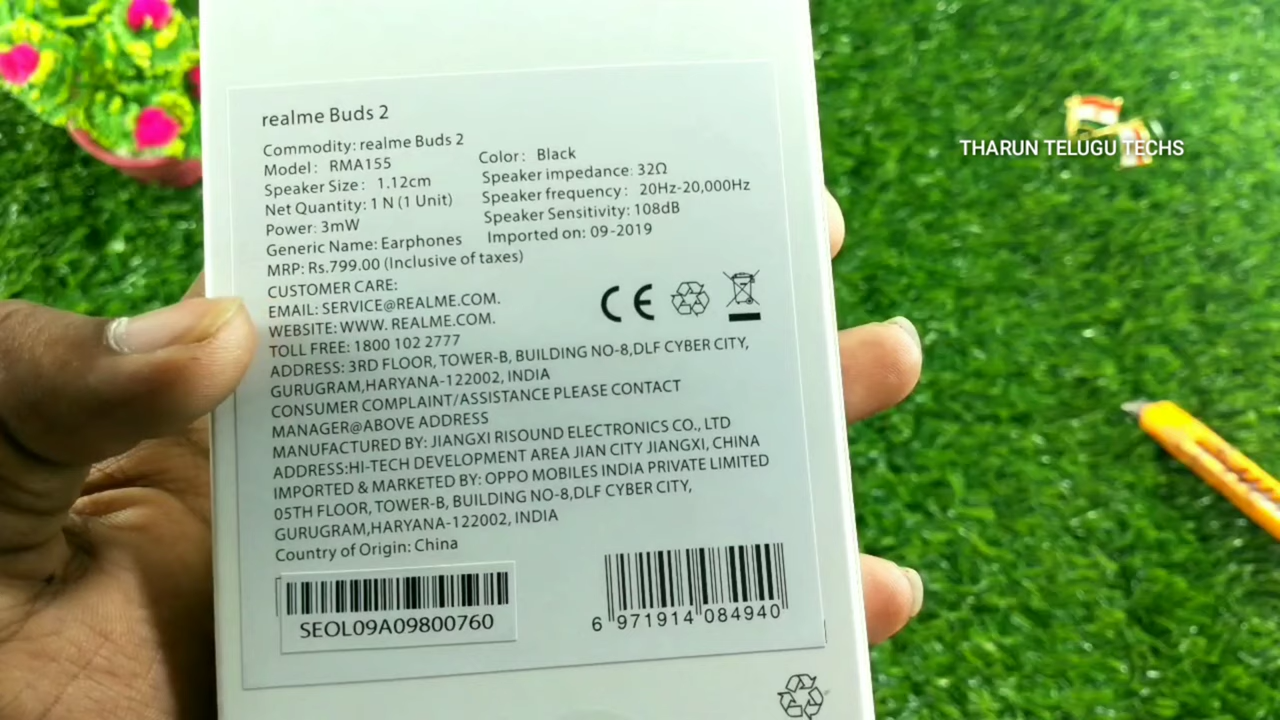 realme Buds 2
Commodity: realme Buds 2
Model: RMA155
Color: Black
Speaker Size: 1.12cm
Speaker impedance: 32Ω
Net Quantity: 1 N (1 Unit)
Speaker frequency: 20Hz-20,000Hz
Power: 3mW
Speaker Sensitivity: 108dB
Generic Name: Earphones
Imported on: 09-2019
MRP: Rs.799.00 (Inclusive of taxes)
CUSTOMER CARE:
EMAIL: SERVICE@REALME.COM.
WEBSITE: WWW. REALME.COM.
TOLL FREE: 1800 102 2777
ADDRESS: 3RD FLOOR, TOWER-B, BUILDING NO-8,DLF CYBER CITY,
GURUGRAM,HARYANA-122002, INDIA
CONSUMER COMPLAINT/ASSISTANCE PLEASE CONTACT
MANAGER@ABOVE ADDRESS
MANUFACTURED BY: JIANGXI RISOUND ELECTRONICS CO., LTD
ADDRESS:HI-TECH DEVELOPMENT AREA JIAN CITY JIANGXI, CHINA
IMPORTED & MARKETED BY: OPPO MOBILES INDIA PRIVATE LIMITED
05TH FLOOR, TOWER-B, BUILDING NO-8,DLF CYBER CITY,
GURUGRAM,HARYANA-122002, INDIA
Country of Origin: China
CE
SEOL09A09800760
6 971914 084940
THARUN TELUGU TECHS